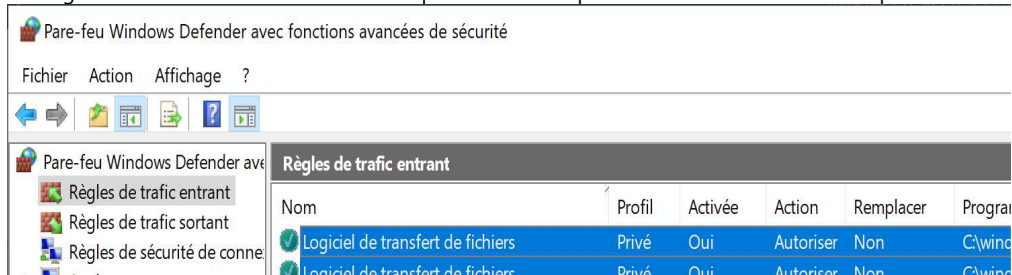 Pare-feu Windows Defender avec fonctions avancées de sécurité
Fichier Action Affichage ?
Pare-feu Windows Defender ave
Règles de trafic entrant
Règles de trafic sortant
Règles de sécurité de conne
Règles de trafic entrant
Nom Profil Activée Action Remplacer Program
Logiciel de transfert de fichiers Privé Oui Autoriser Non C:\wind
Logiciel de transfert de fichiers Privé Oui Autoriser Non C:\wind